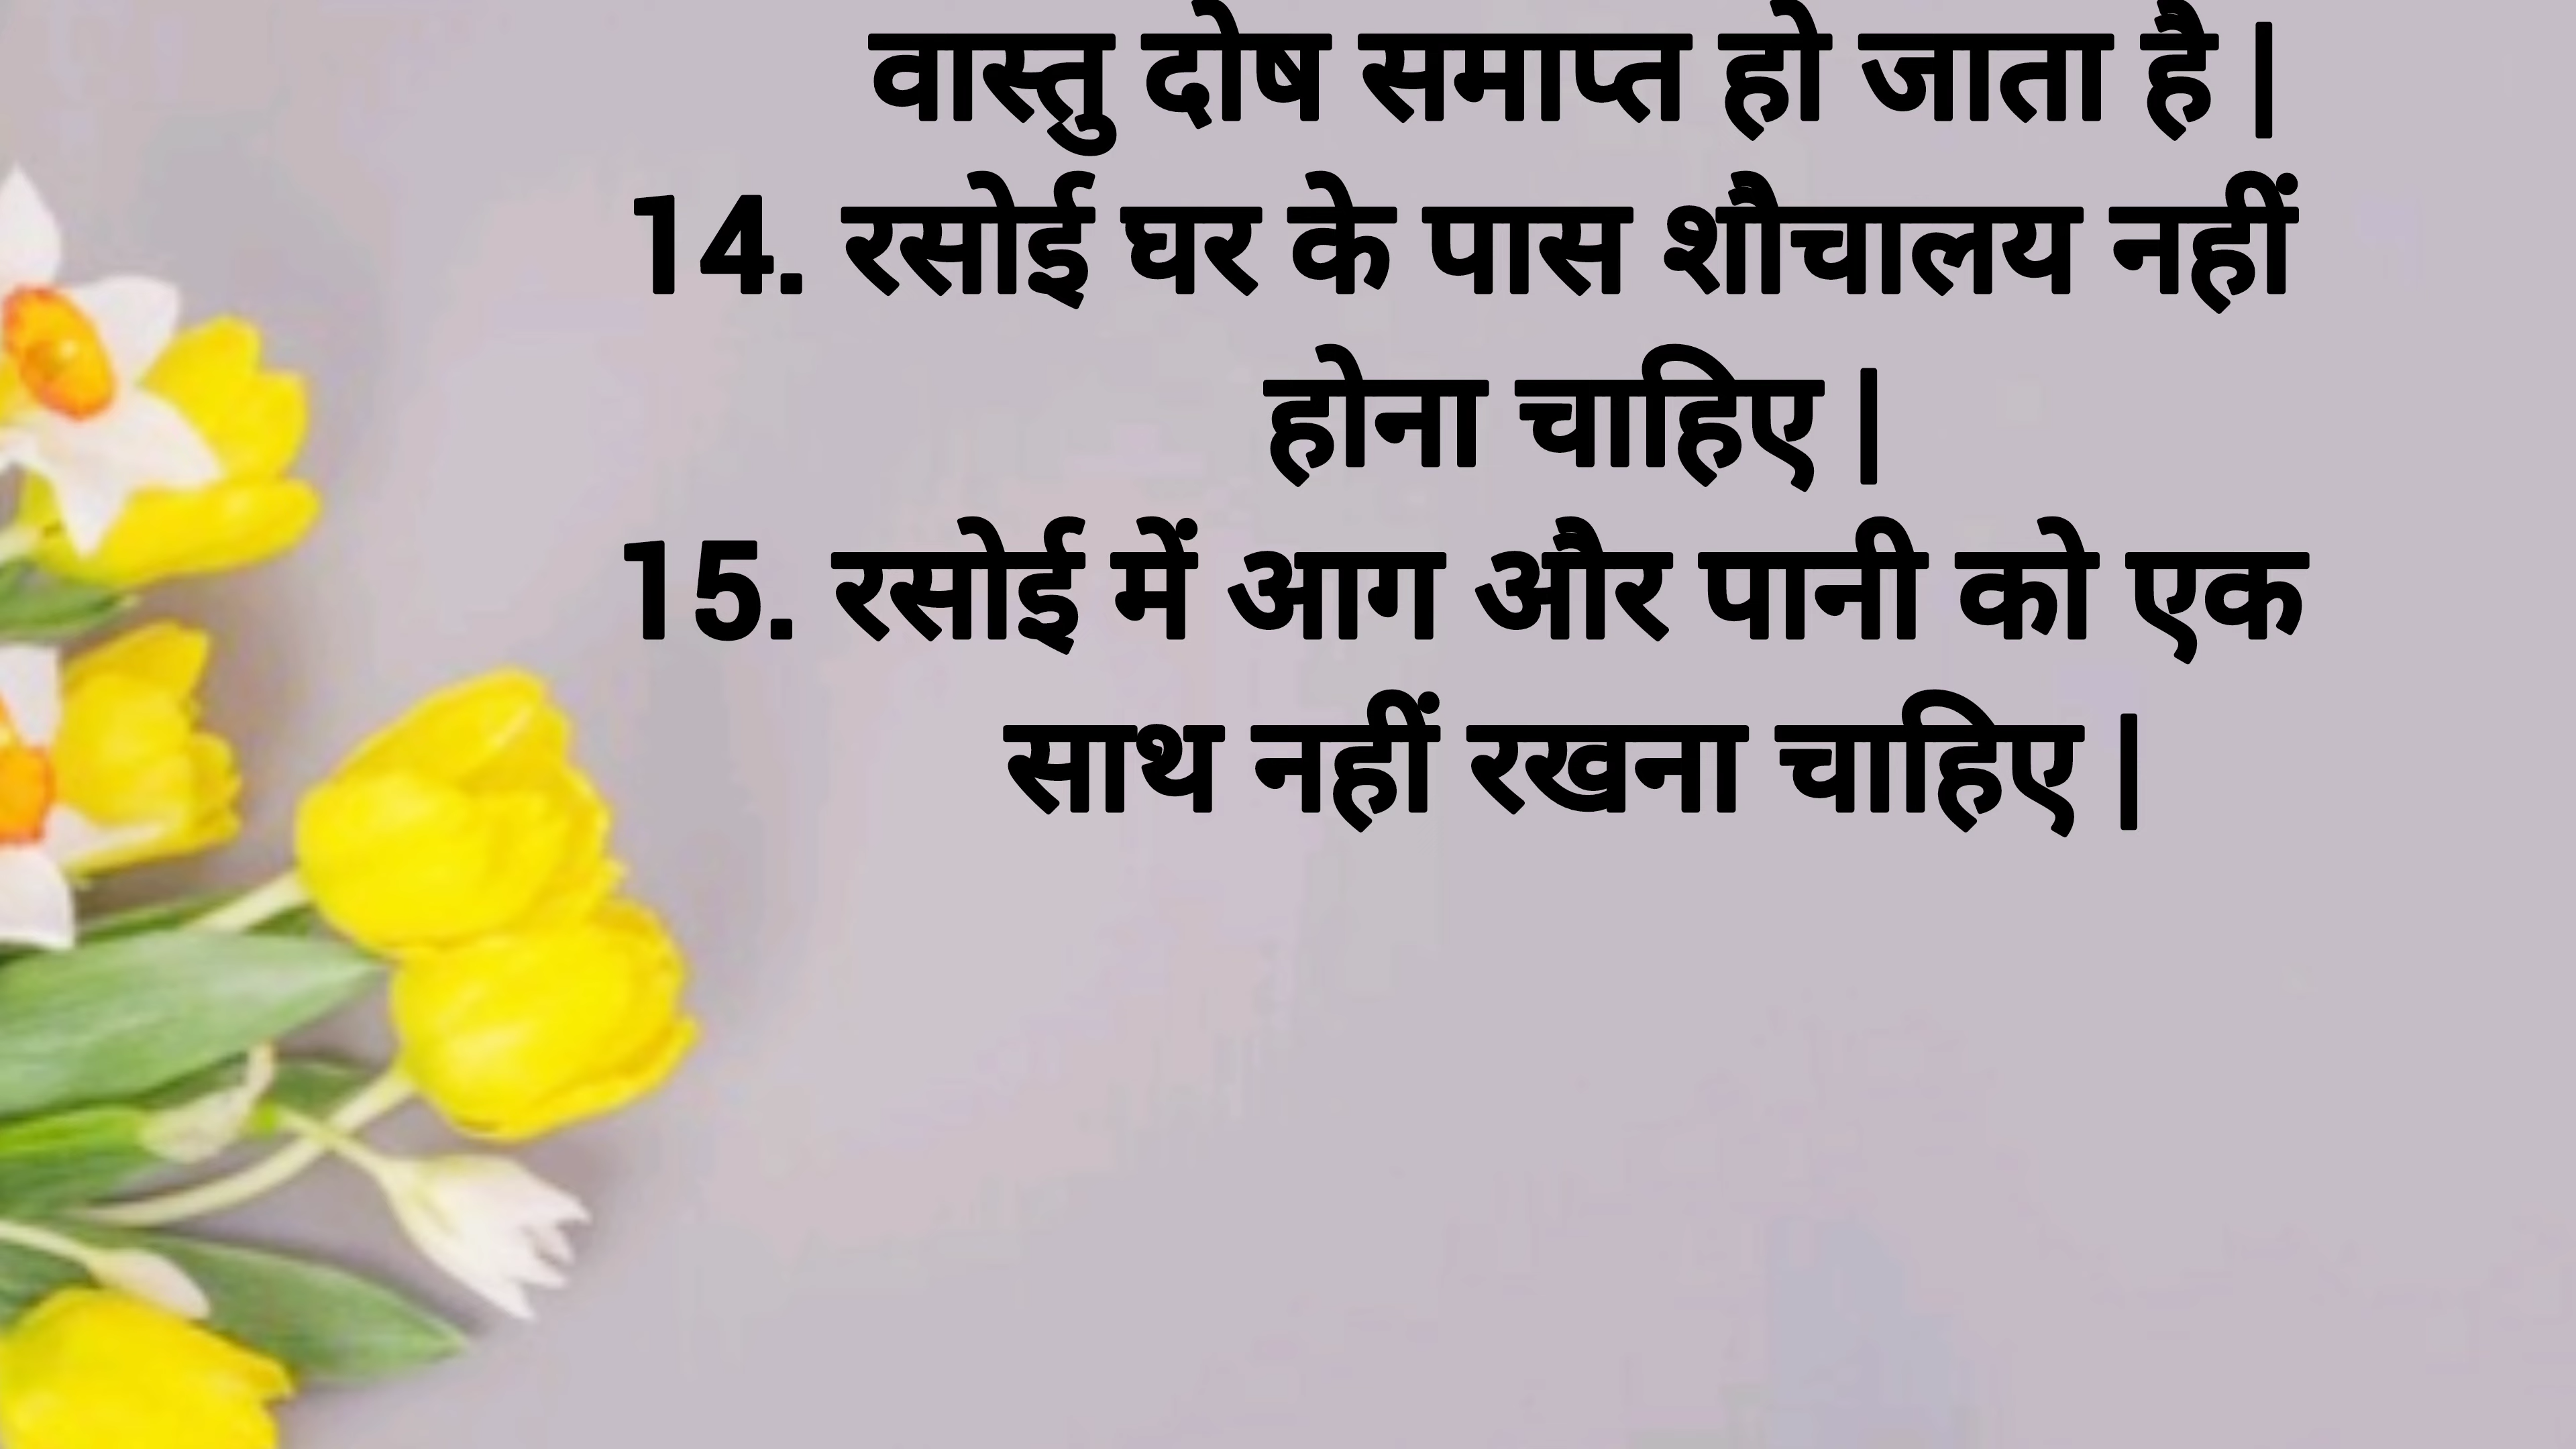 वास्तु दोष समाप्त हो जाता है |
14. रसोई घर के पास शौचालय नहीं
होना चाहिए |
15. रसोई में आग और पानी को एक
साथ नहीं रखना चाहिए |